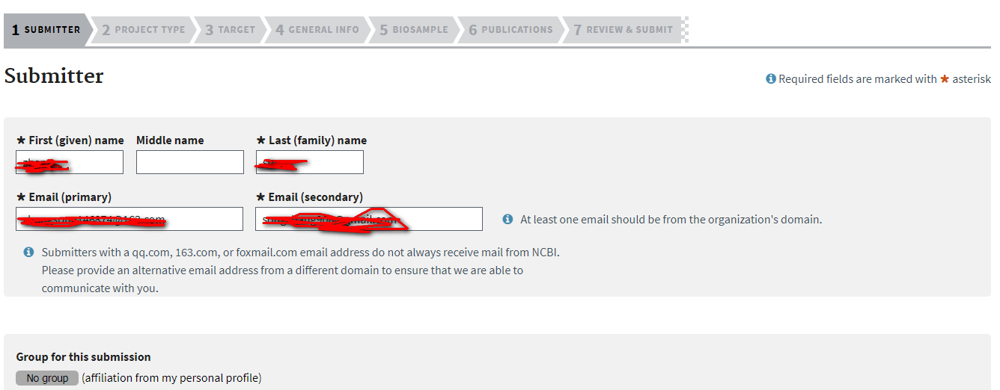 1 SUBMITTER 2 PROJECT TYPE 3 TARGET 4 GENERAL INFO 5 BIOSAMPLE 6 PUBLICATIONS 7 REVIEW & SUBMIT
Submitter
Required fields are marked with * asterisk
* First (given) name Middle name * Last (family) name
* Email (primary) * Email (secondary)
At least one email should be from the organization's domain.
Submitters with a qq.com, 163.com, or foxmail.com email address do not always receive mail from NCBI.
Please provide an alternative email address from a different domain to ensure that we are able to
communicate with you.
Group for this submission
No group (affiliation from my personal profile)